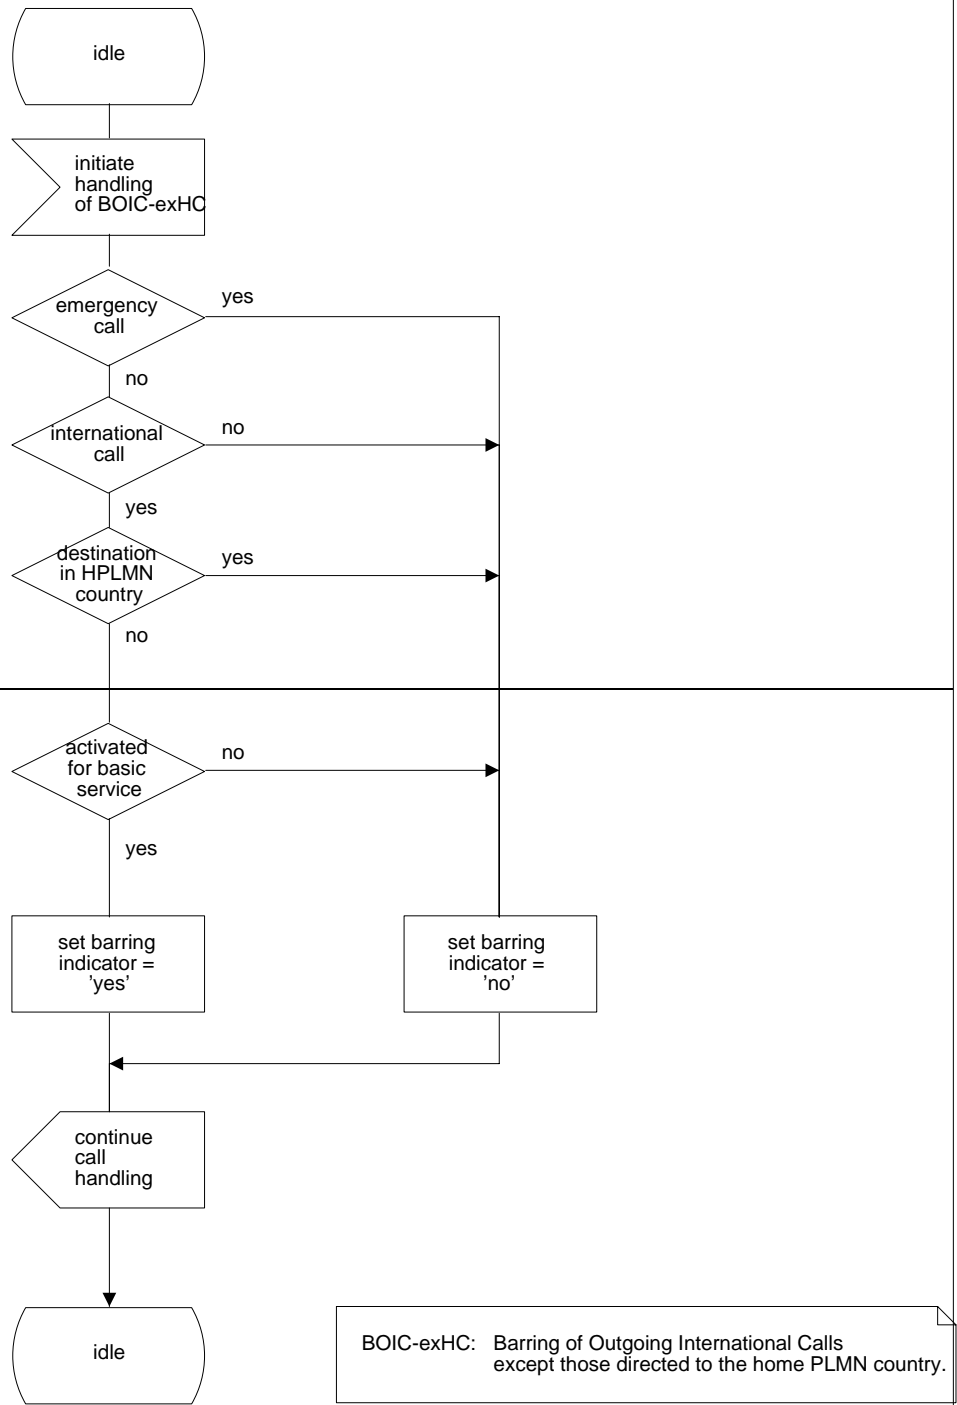 idle
initiate
handling
of BOIC-exHC
emergency
call
yes
no
international
call
no
yes
destination
in HPLMN
country
yes
no
activated
for basic
service
no
yes
set barring
indicator =
'yes'
set barring
indicator =
'no'
continue
call
handling
idle
BOIC-exHC: Barring of Outgoing International Calls
except those directed to the home PLMN country.